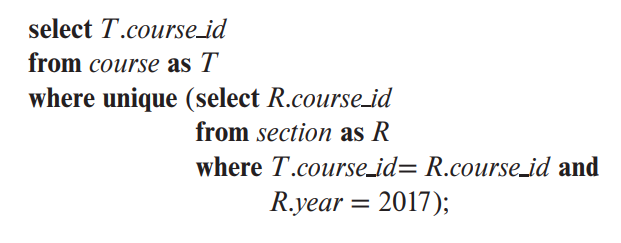 select T.course_id
from course as T
where unique (select R.course_id
from section as R
where T.course_id= R.course_id and
R.year = 2017);